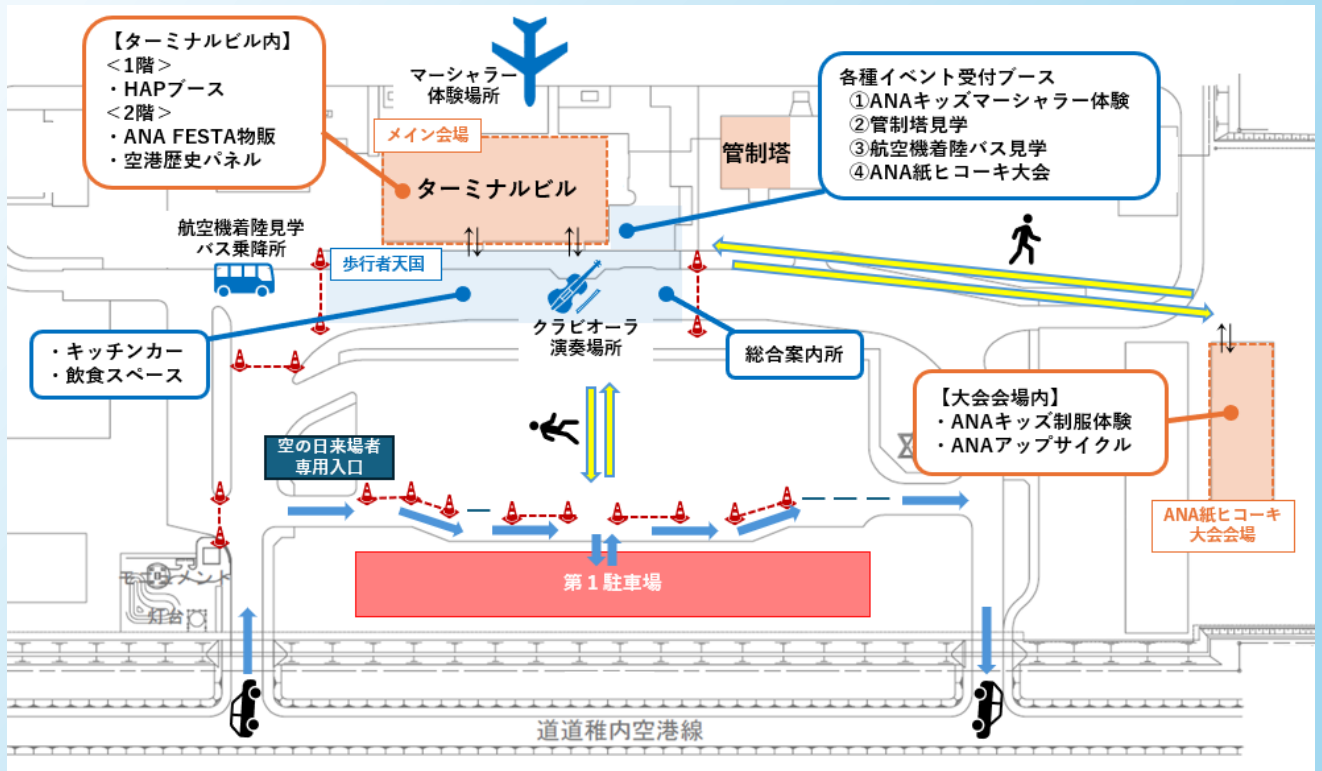 【ターミナルビル内】
＜1階＞
・HAPブース
＜2階＞
・ANA FESTA物販
・空港歴史パネル
マーシャラー
体験場所
各種イベント受付ブース
①ANAキッズマーシャラー体験
②管制塔見学
③航空機着陸バス見学
④ANA紙ヒコーキ大会
メイン会場
ターミナルビル
管制塔
航空機着陸見学
バス乗降所
歩行者天国
クラビオーラ
演奏場所
・キッチンカー
・飲食スペース
総合案内所
【大会会場内】
・ANAキッズ制服体験
・ANAアップサイクル
空の日来場者
専用入口
ANA紙ヒコーキ
大会会場
第１駐車場
モニュメント
灯台
道道稚内空港線